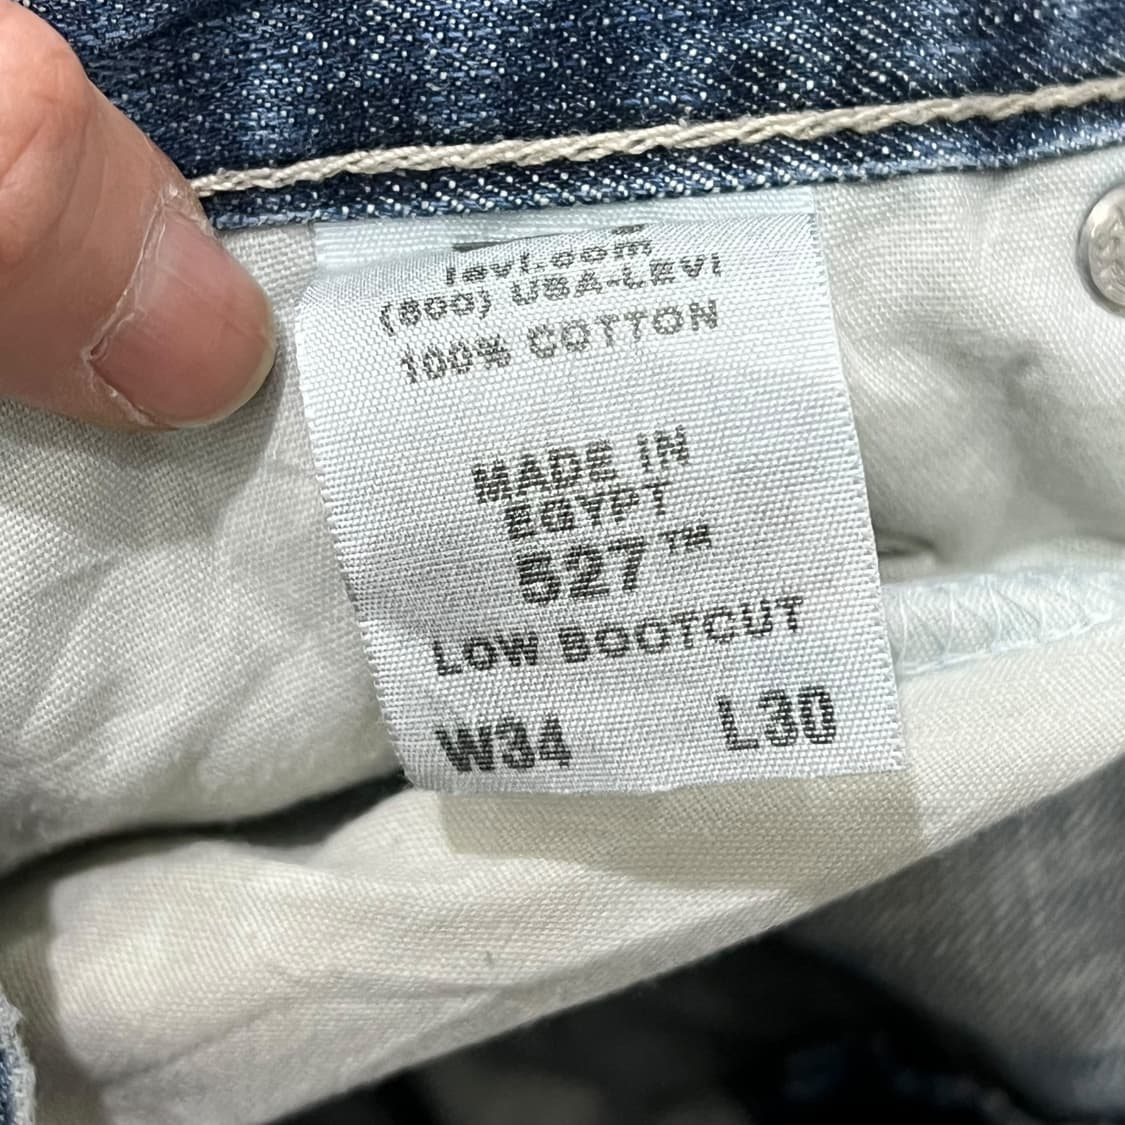 levi.com
(800) USA-LEVI
100% COTTON
MADE IN
EGYPT
527™
LOW BOOTCUT
W34 L30